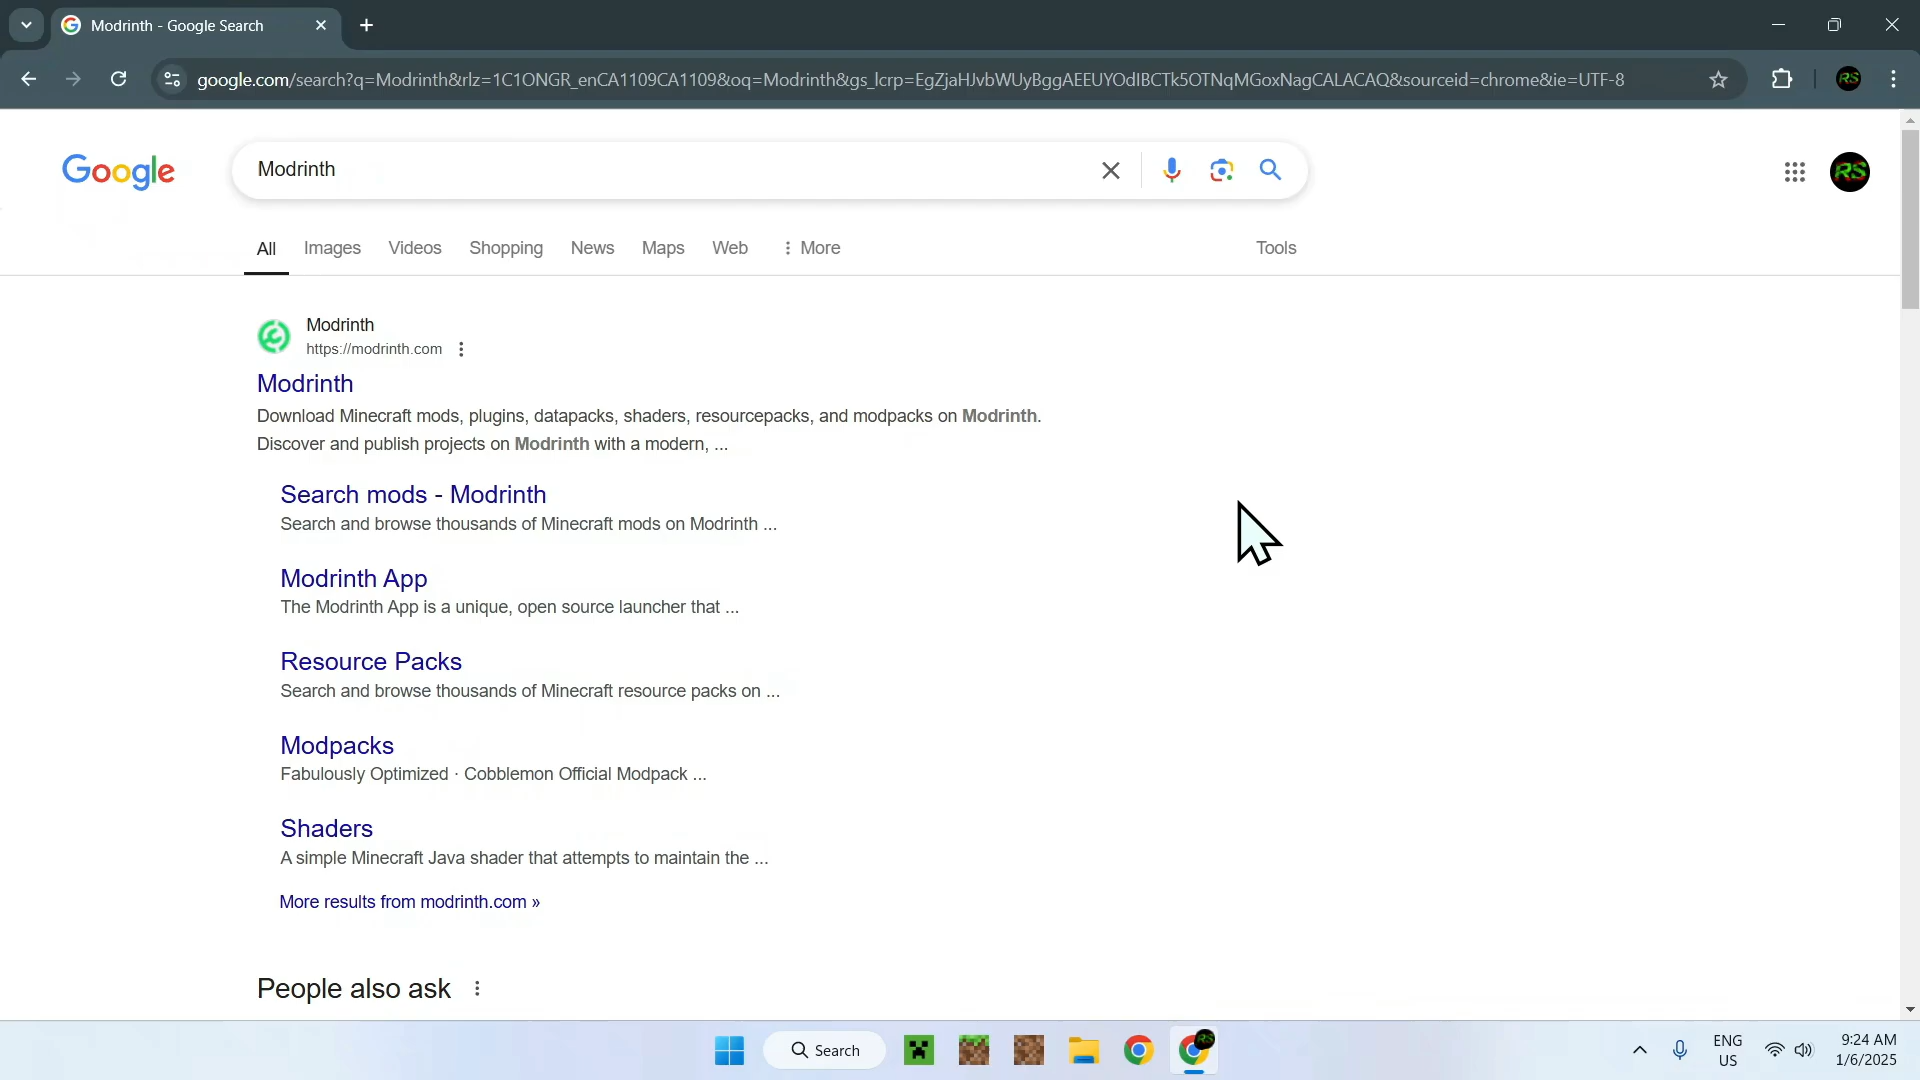 Modrinth - Google Search
google.com/search?q=Modrinth&rlz=1C1ONGR_enCA1109CA1109&oq=Modrinth&gs_lcrp=EgZjaHJvbWUyBggAEEUYOdIBCTk5OTNqMGoxNagCALACAQ&sourceid=chrome&ie=UTF-8
RS
Google
Modrinth
RS
All Images Videos Shopping News Maps Web More Tools
Modrinth
https://modrinth.com
Modrinth
Download Minecraft mods, plugins, datapacks, shaders, resourcepacks, and modpacks on Modrinth.
Discover and publish projects on Modrinth with a modern, ...
Search mods - Modrinth
Search and browse thousands of Minecraft mods on Modrinth ...
Modrinth App
The Modrinth App is a unique, open source launcher that ...
Resource Packs
Search and browse thousands of Minecraft resource packs on ...
Modpacks
Fabulously Optimized · Cobblemon Official Modpack ...
Shaders
A simple Minecraft Java shader that attempts to maintain the ...
More results from modrinth.com »
People also ask
Search
RS
ENG
US
9:24 AM
1/6/2025